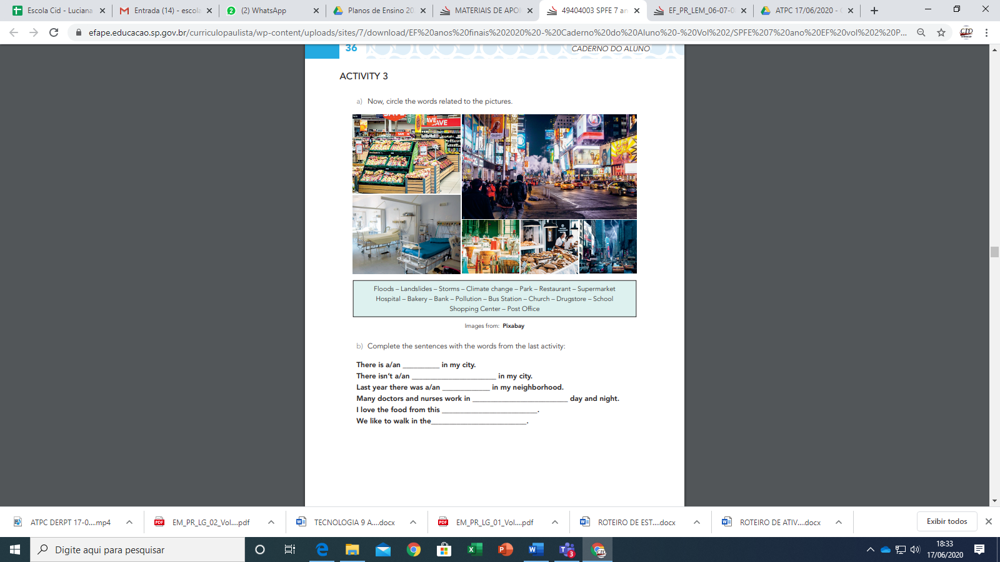 Escola Cid - Luciana
Entrada (14) - escola
(2) WhatsApp
Planos de Ensino 20
MATERIAIS DE APOI
49404003 SPFE 7 an
EF_PR_LEM_06-07-0
ATPC 17/06/2020 -
efape.educacao.sp.gov.br/curriculopaulista/wp-content/uploads/sites/7/download/EF%20anos%20finais%202020%20-%20Caderno%20do%20Aluno%20-%20Vol%202/SPFE%207%20ano%20EF%20vol%202%20P...
36
CADERNO DO ALUNO
ACTIVITY 3
a) Now, circle the words related to the pictures.
SAVE
Floods – Landslides – Storms – Climate change – Park – Restaurant – Supermarket
Hospital – Bakery – Bank – Pollution – Bus Station – Church – Drugstore – School
Shopping Center – Post Office
Images from: Pixabay
b) Complete the sentences with the words from the last activity:
There is a/an __________ in my city.
There isn't a/an _______________________ in my city.
Last year there was a/an _____________ in my neighborhood.
Many doctors and nurses work in __________________________ day and night.
I love the food from this __________________________.
We like to walk in the__________________________.
ATPC DERPT 17-0....mp4
EM_PR_LG_02_Vol....pdf
TECNOLOGIA 9 A....docx
EM_PR_LG_01_Vol....pdf
ROTEIRO DE EST....docx
ROTEIRO DE ATIV....docx
Exibir todos
Digite aqui para pesquisar
3
18:33
17/06/2020